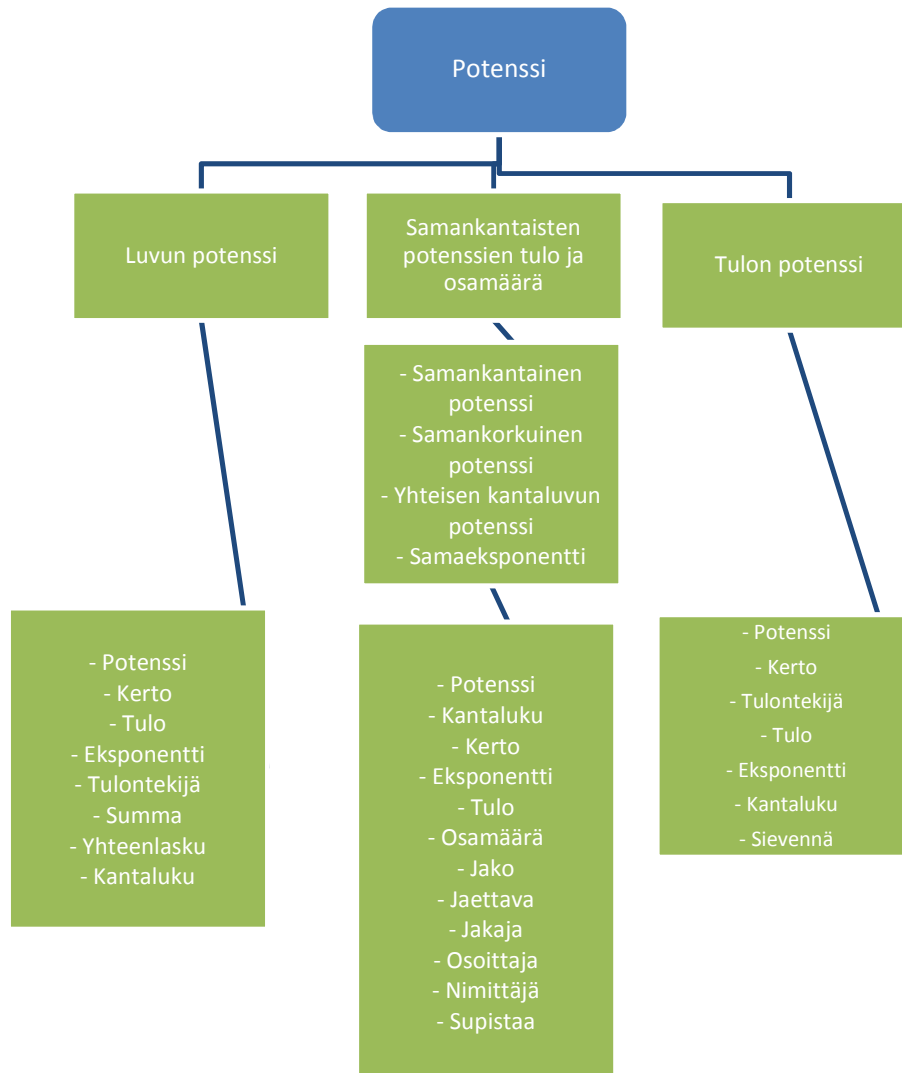 Potenssi
Luvun potenssi
Samankantaisten
potenssien tulo ja
osamäärä
Tulon potenssi
- Samankantainen
potenssi
- Samankorkuinen
potenssi
- Yhteisen kantaluvun
potenssi
- Samaeksponentti
- Potenssi
- Kerto
- Tulo
- Eksponentti
- Tulontekijä
- Summa
- Yhteenlasku
- Kantaluku
- Potenssi
- Kantaluku
- Kerto
- Eksponentti
- Tulo
- Osamäärä
- Jako
- Jaettava
- Jakaja
- Osoittaja
- Nimittäjä
- Supistaa
- Potenssi
- Kerto
- Tulontekijä
- Tulo
- Eksponentti
- Kantaluku
- Sievennä